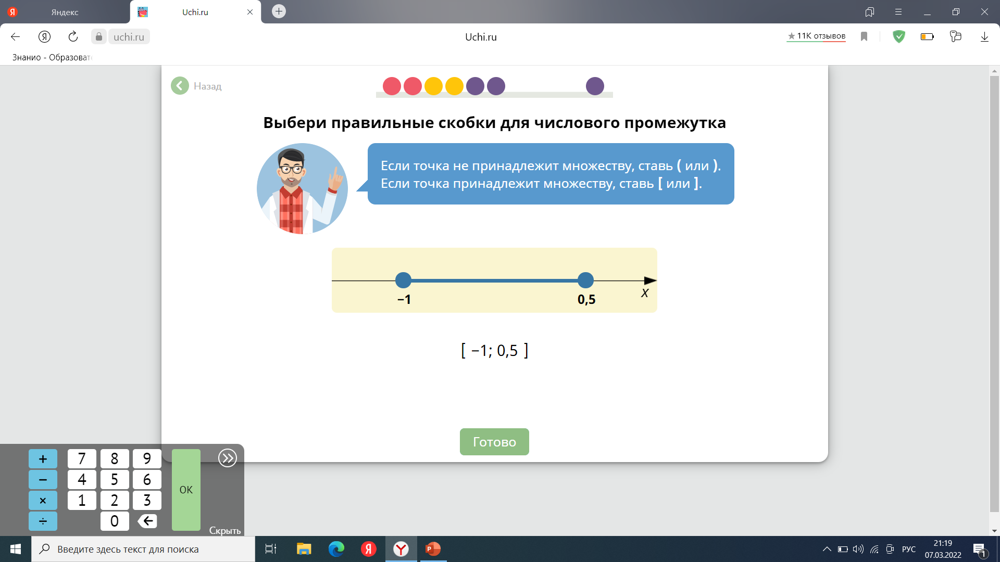 Я
Яндекс
Uchi.ru
uchi.ru
Uchi.ru
★11K отзывов
Знанио - Образоват
Назад
Выбери правильные скобки для числового промежутка
Если точка не принадлежит множеству, ставь ( или ).
Если точка принадлежит множеству, ставь [ или ].
−1
0,5
X
[ −1; 0,5 ]
Готово
+ 7 8 9
− 4 5 6
× 1 2 3
÷ 0
OK
Скрыть
Введите здесь текст для поиска
Я
Y
P
РУС
21:19
07.03.2022
1